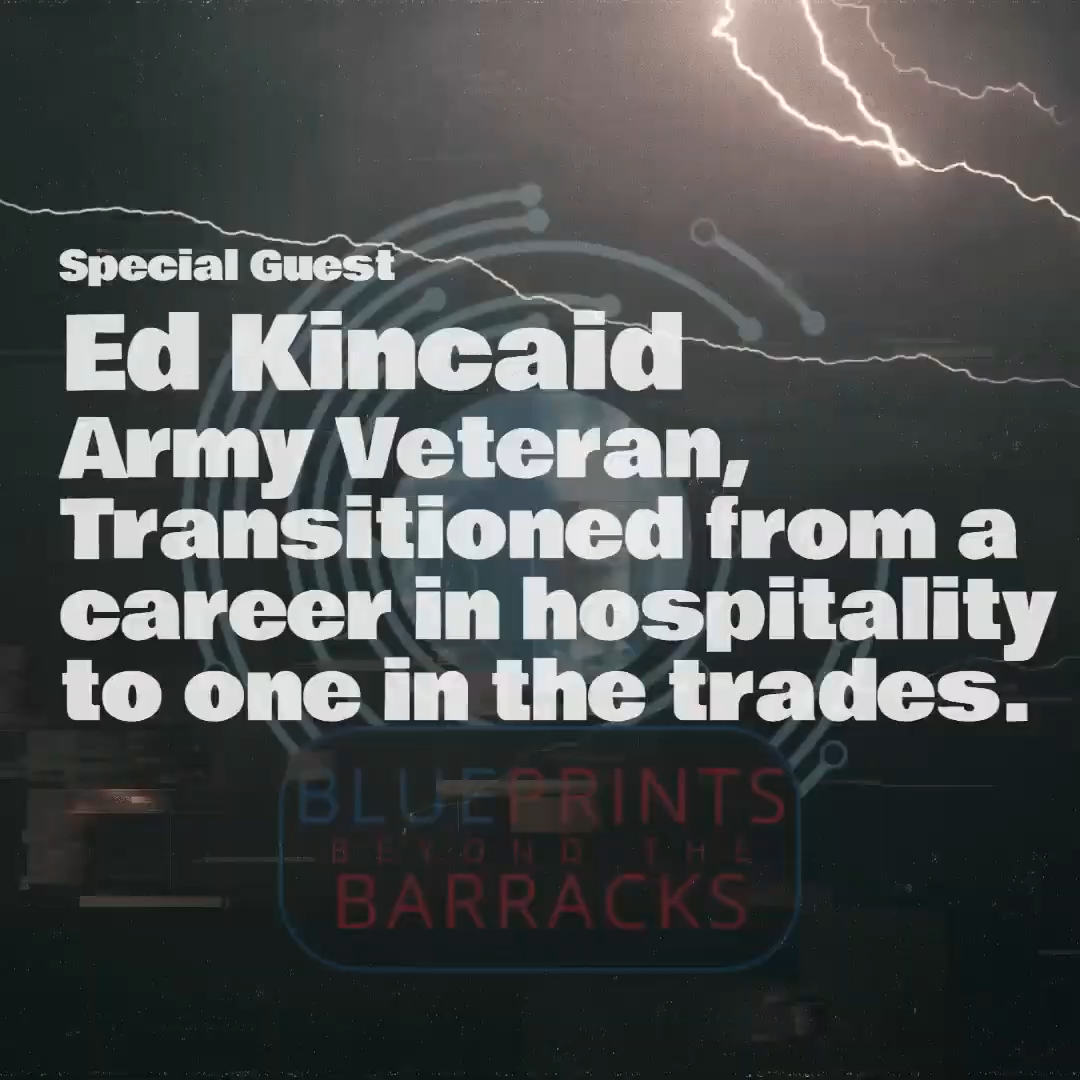 Special Guest
Ed Kincaid
Army Veteran,
Transitioned from a
career in hospitality
to one in the trades.
BLUEPRINTS
BEYOND THE
BARRACKS